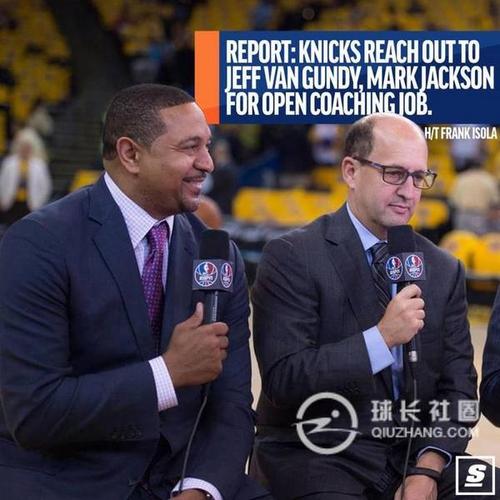 REPORT: KNICKS REACH OUT TO
JEFF VAN GUNDY, MARK JACKSON
FOR OPEN COACHING JOB.
H/T FRANK ISOLA
球长社圈
QIUZHANG.COM
S